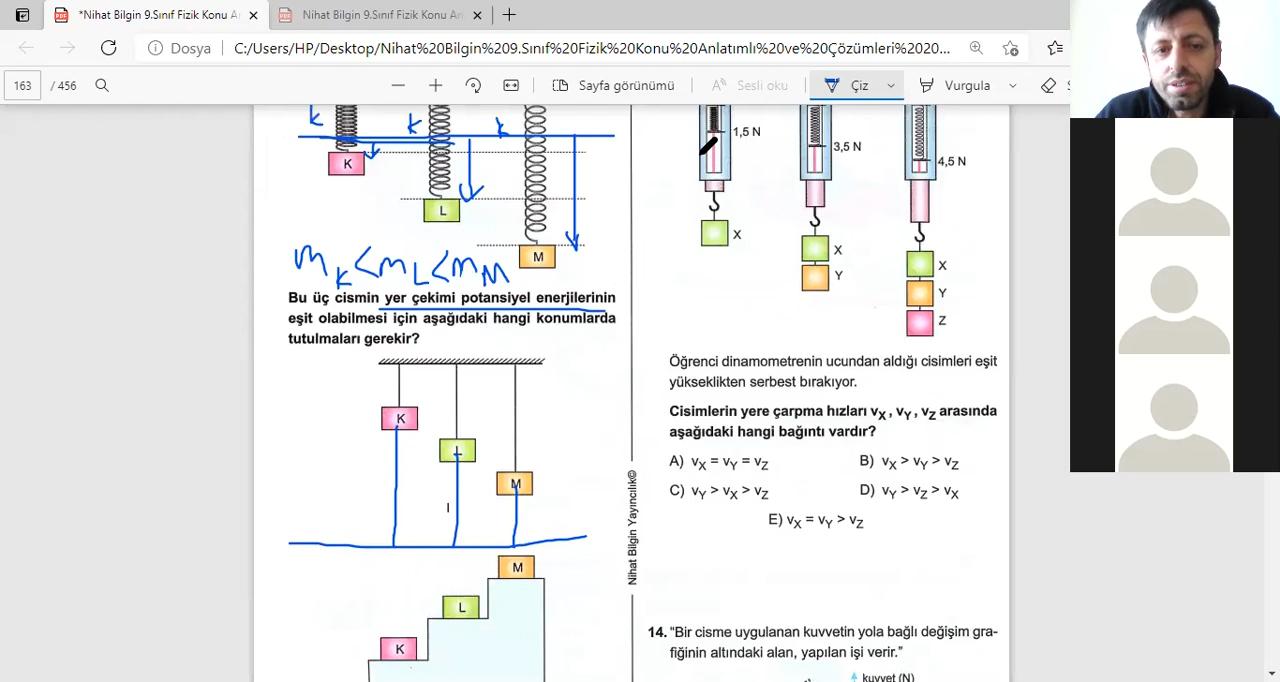 *Nihat Bilgin 9.Sınıf Fizik Konu A
Nihat Bilgin 9.Sınıf Fizik Konu An
Dosya
C:/Users/HP/Desktop/Nihat%20Bilgin%209.Sınıf%20Fizik%20Konu%20Anlatımlı%20ve%20Çözümleri%2020...
163 / 456
Sayfa görünümü
Sesli oku
Çiz
Vurgula
k k k
K
L
M
mK<mL<mM
Bu üç cismin yer çekimi potansiyel enerjilerinin
eşit olabilmesi için aşağıdaki hangi konumlarda
tutulmaları gerekir?
K
L
M
I
M
L
K
Nihat Bilgin Yayıncılık©
1,5 N
3,5 N
4,5 N
X
X
Y
X
Y
Z
Öğrenci dinamometrenin ucundan aldığı cisimleri eşit
yükseklikten serbest bırakıyor.
Cisimlerin yere çarpma hızları vX , vY , vZ arasında
aşağıdaki hangi bağıntı vardır?
A) vX = vY = vZ
B) vX > vY > vZ
C) vY > vX > vZ
D) vY > vZ > vX
E) vX = vY > vZ
14. “Bir cisme uygulanan kuvvetin yola bağlı değişim gra-
fiğinin altındaki alan, yapılan işi verir.”
kuvvet (N)